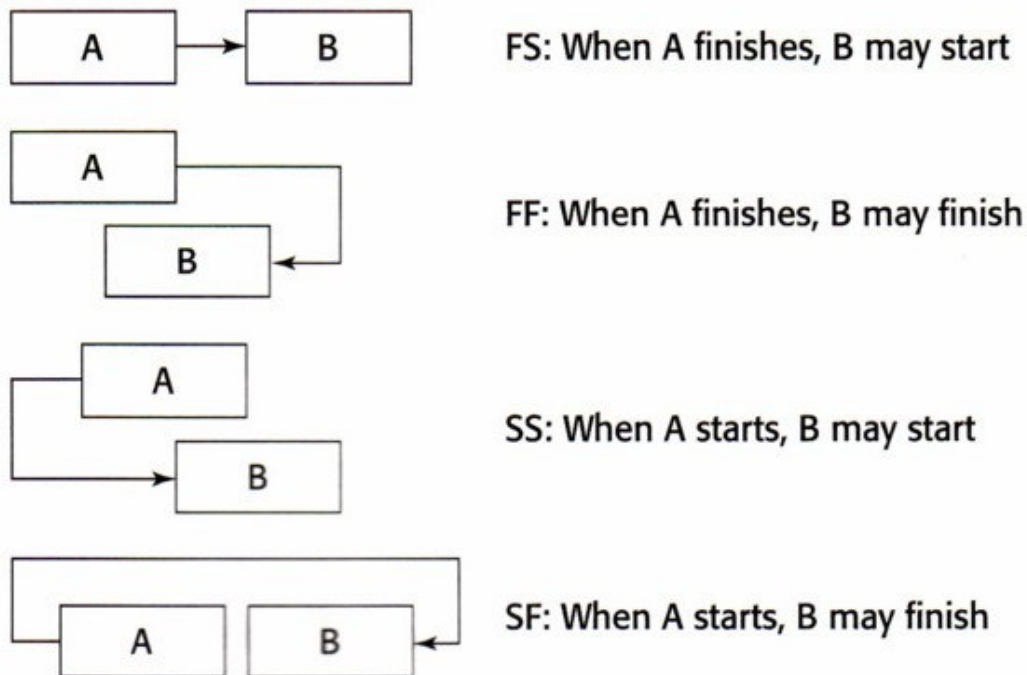 A B FS: When A finishes, B may start
A
FF: When A finishes, B may finish
B
A
SS: When A starts, B may start
B
SF: When A starts, B may finish
A B